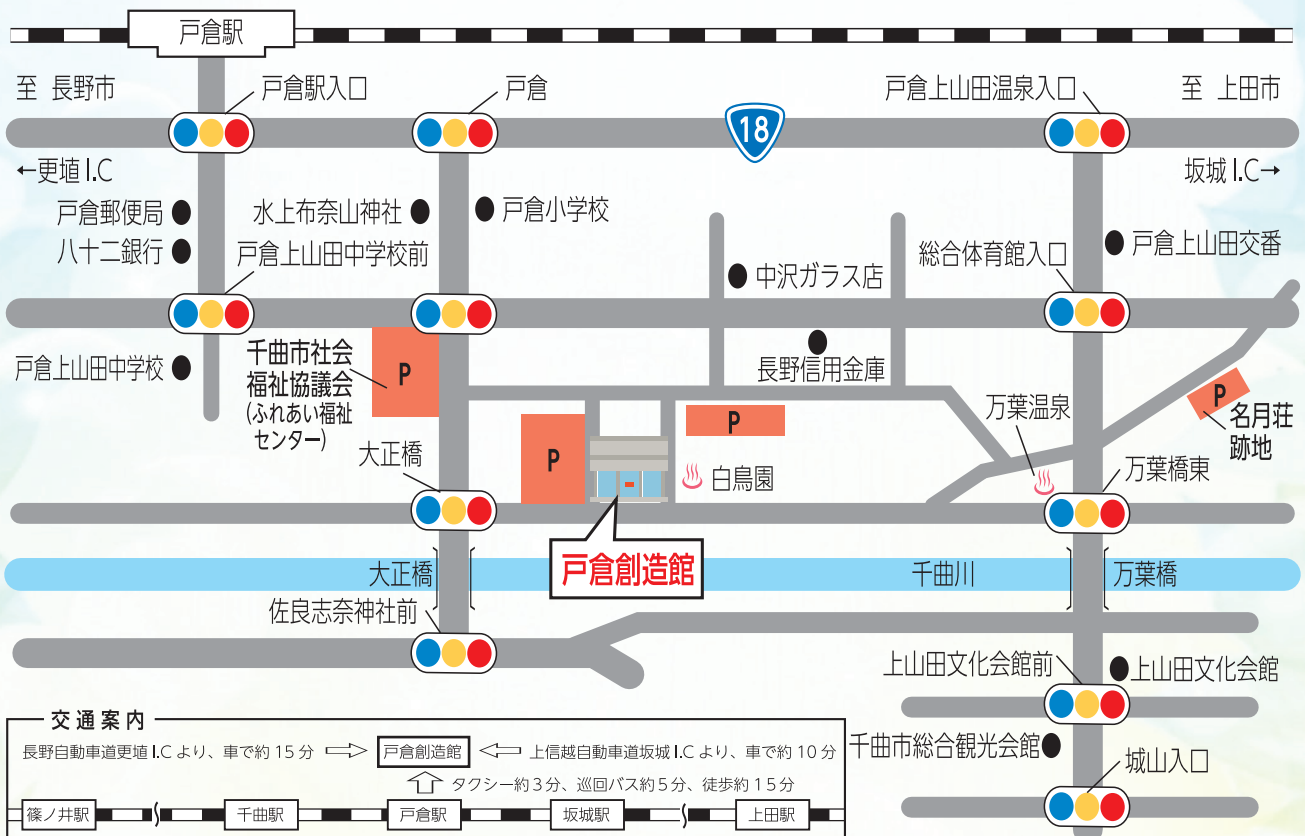 戸倉駅
至 長野市
戸倉駅入口
戸倉
戸倉上山田温泉入口
至 上田市
18
←更埴 I.C
坂城 I.C→
戸倉郵便局
水上布奈山神社
戸倉小学校
八十二銀行
戸倉上山田中学校前
戸倉上山田交番
総合体育館入口
中沢ガラス店
戸倉上山田中学校
千曲市社会
福祉協議会
(ふれあい福祉
センター)
P
長野信用金庫
万葉温泉
P
名月荘
跡地
P
P
大正橋
白鳥園
万葉橋東
戸倉創造館
大正橋
千曲川
万葉橋
佐良志奈神社前
上山田文化会館前
上山田文化会館
千曲市総合観光会館
城山入口
交通案内
長野自動車道更埴 I.C より、車で約 15 分
戸倉創造館
上信越自動車道坂城 I.C より、車で約 10 分
タクシー約3分、巡回バス約5分、徒歩約15分
篠ノ井駅
千曲駅
戸倉駅
坂城駅
上田駅